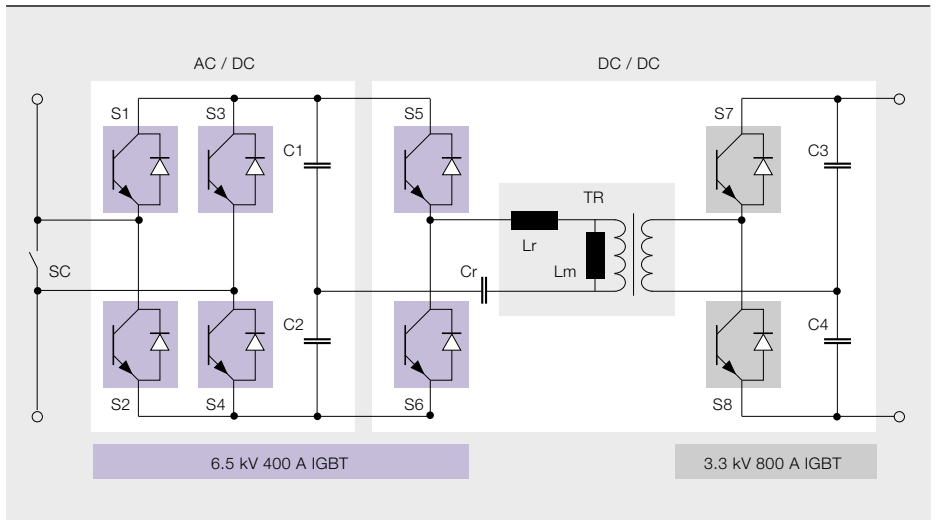 AC / DC
DC / DC
S1
S3
S5
S7
C1
C3
TR
Lr
Lm
SC
Cr
C2
C4
S2
S4
S6
S8
6.5 kV 400 A IGBT
3.3 kV 800 A IGBT